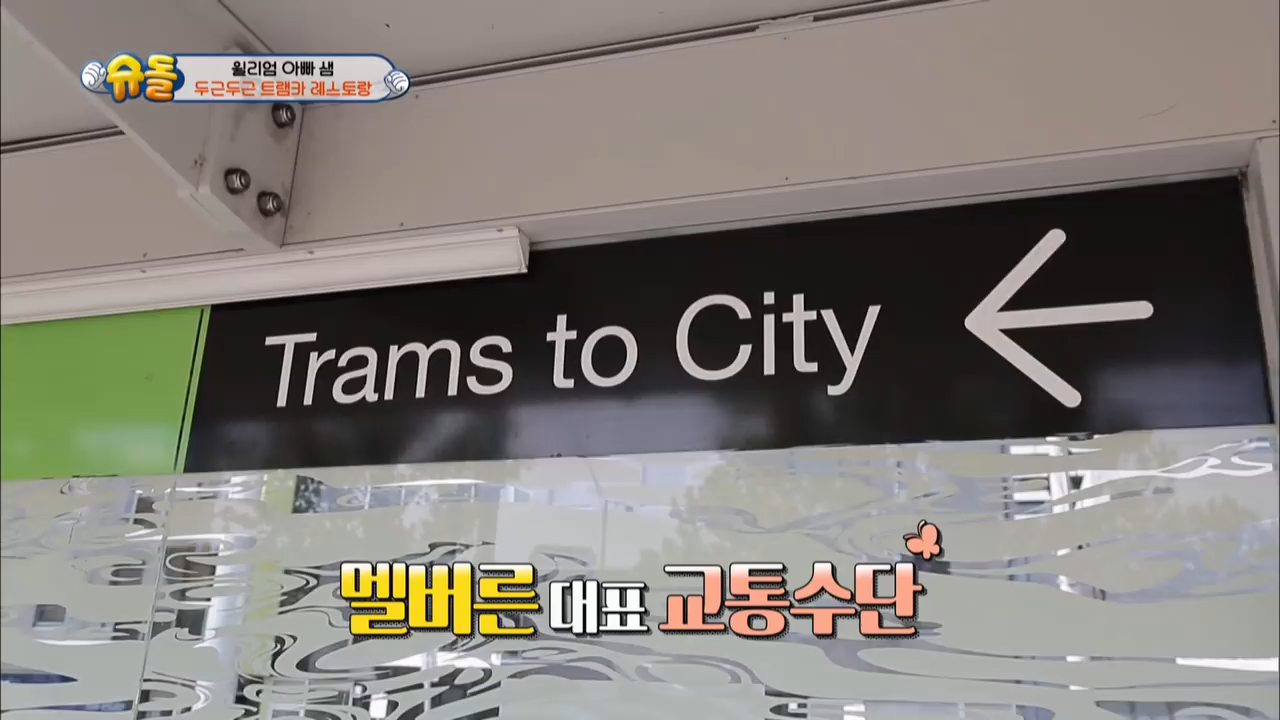 슈돌
윌리엄 아빠 샘
두근두근 트램카 레스토랑
Trams to City
멜버른 대표 교통수단